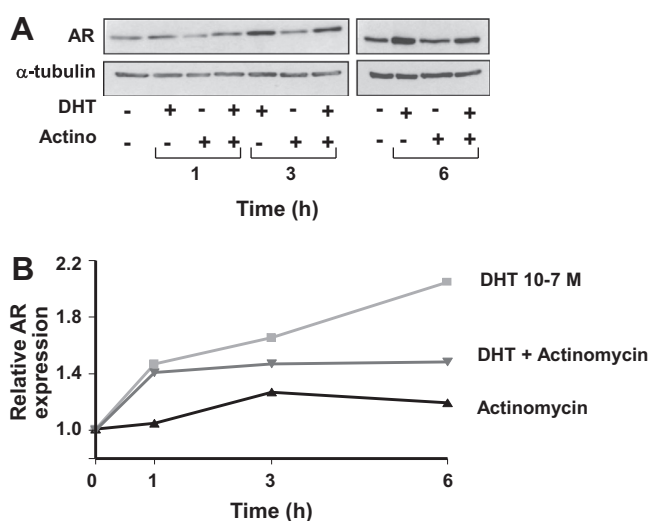 A
AR
α-tubulin
DHT - + - + + - + - + - +
Actino - - + + - + + - - + +
1 3 6
Time (h)
B
2.2
1.8
1.4
1.0
Relative AR
expression
DHT 10-7 M
DHT + Actinomycin
Actinomycin
0 1 3 6
Time (h)